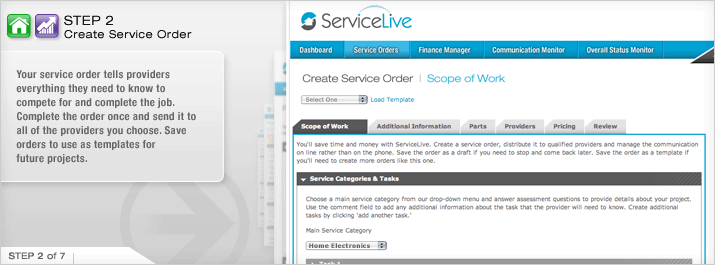 STEP 2
Create Service Order
Your service order tells providers
everything they need to know to
compete for and complete the job.
Complete the order once and send it to
all of the providers you choose. Save
orders to use as templates for
future projects.
STEP 2 of 7
ServiceLive
Dashboard Service Orders Finance Manager Communication Monitor Overall Status Monitor
Create Service Order | Scope of Work
Select One Load Template
Scope of Work Additional Information Parts Providers Pricing Review
You'll save time and money with ServiceLive. Create a service order, distribute it to qualified providers and manage the communication
on line rather than on the phone. Save the order as a draft if you need to stop and come back later. Save the order as a template if
you'll need to create more orders like this one.
Service Categories & Tasks
Choose a main service category from our drop-down menu and answer assessment questions to provide details about your project.
Use the comment field to add any additional information about the task that the provider will need to know. Create additional
tasks by clicking 'add another task.'
Main Service Category
Home Electronics
Task 1